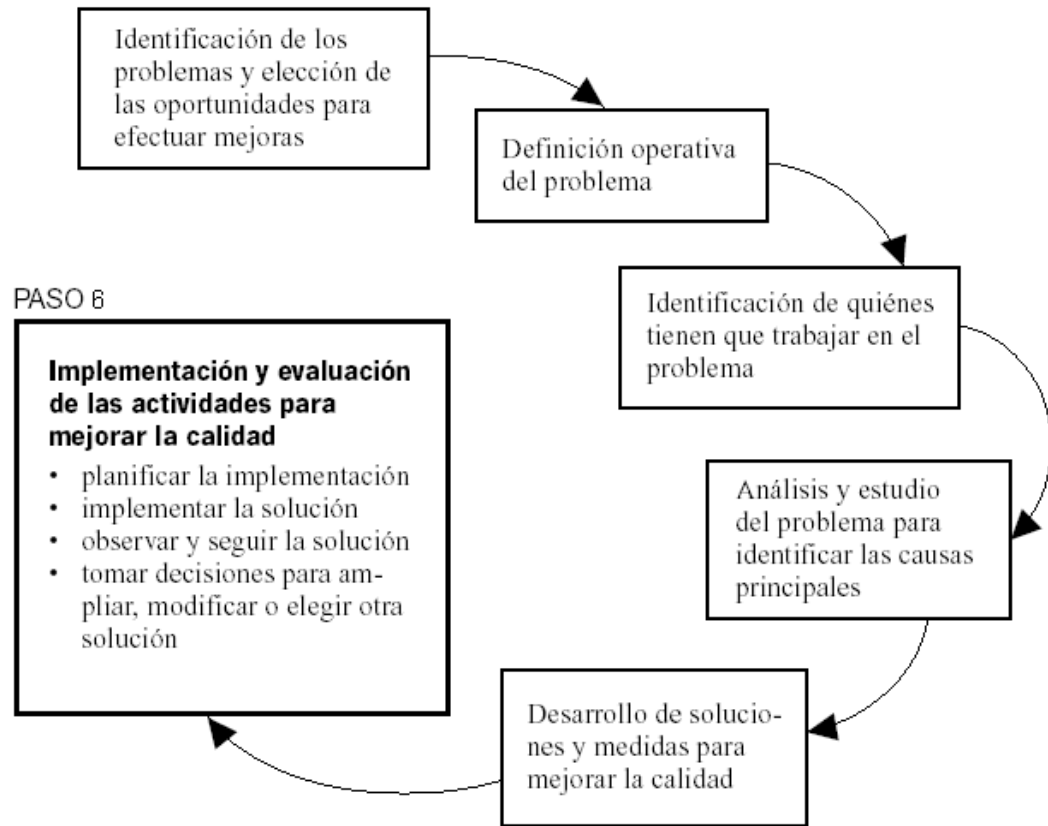 Identificación de los
problemas y elección de
las oportunidades para
efectuar mejoras
Definición operativa
del problema
Identificación de quiénes
tienen que trabajar en el
problema
Análisis y estudio
del problema para
identificar las causas
principales
Desarrollo de solucio-
nes y medidas para
mejorar la calidad
PASO 6
Implementación y evaluación
de las actividades para
mejorar la calidad
• planificar la implementación
• implementar la solución
• observar y seguir la solución
• tomar decisiones para am-
pliar, modificar o elegir otra
solución